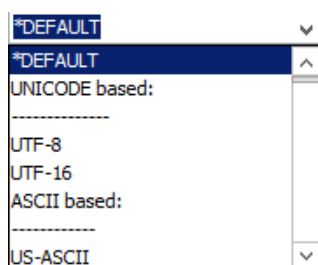 *DEFAULT
*DEFAULT
UNICODE based:
--------------
UTF-8
UTF-16
ASCII based:
------------
US-ASCII